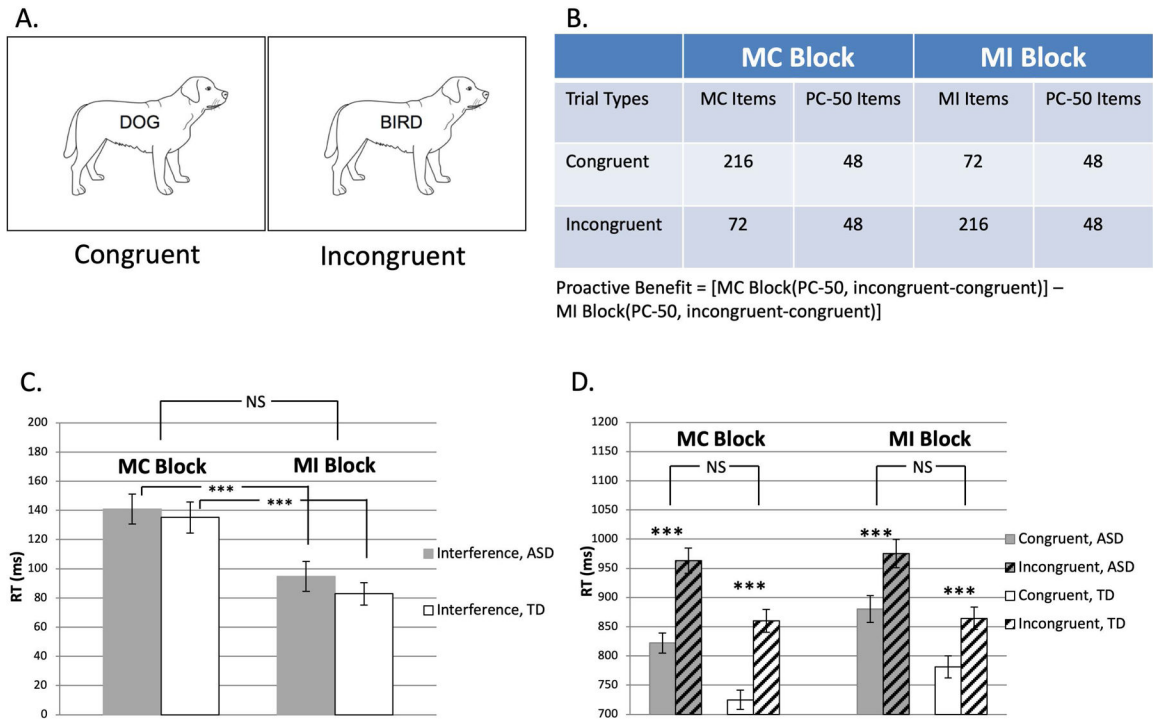 A.
DOG
BIRD
Congruent
Incongruent
B.
MC Block MI Block
Trial Types MC Items PC-50 Items MI Items PC-50 Items
Congruent 216 48 72 48
Incongruent 72 48 216 48
Proactive Benefit = [MC Block(PC-50, incongruent-congruent)] –
MI Block(PC-50, incongruent-congruent)]
C.
NS
MC Block
MI Block
***
***
200
180
160
140
120
100
80
60
40
20
0
RT (ms)
Interference, ASD
Interference, TD
D.
MC Block
MI Block
NS
NS
***
***
***
***
1200
1150
1100
1050
1000
950
900
850
800
750
700
RT (ms)
Congruent, ASD
Incongruent, ASD
Congruent, TD
Incongruent, TD